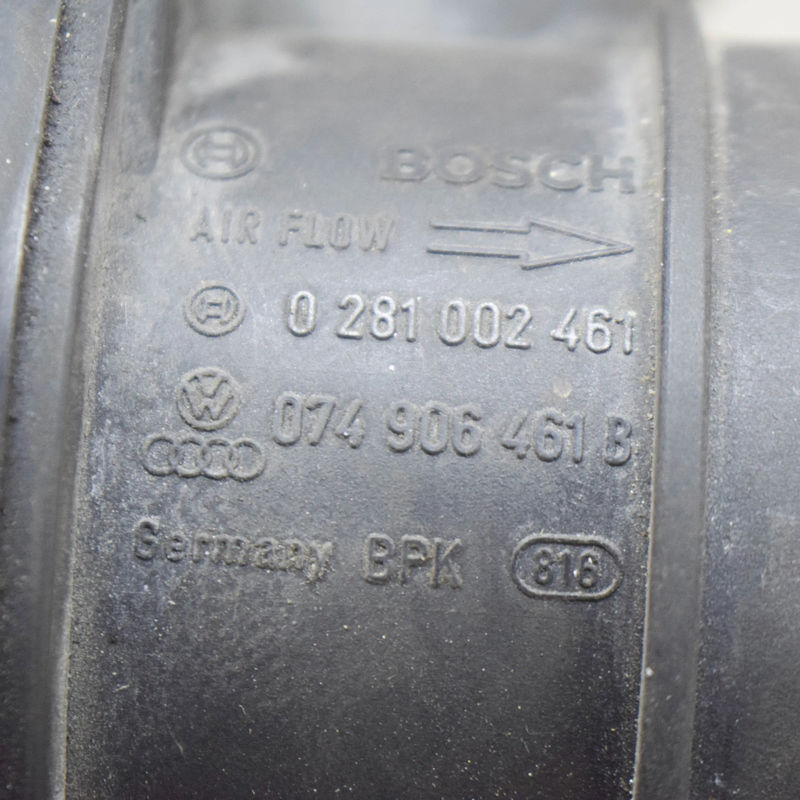 BOSCH
AIR FLOW
0 281 002 461
074 906 461 B
Germany BPK 816